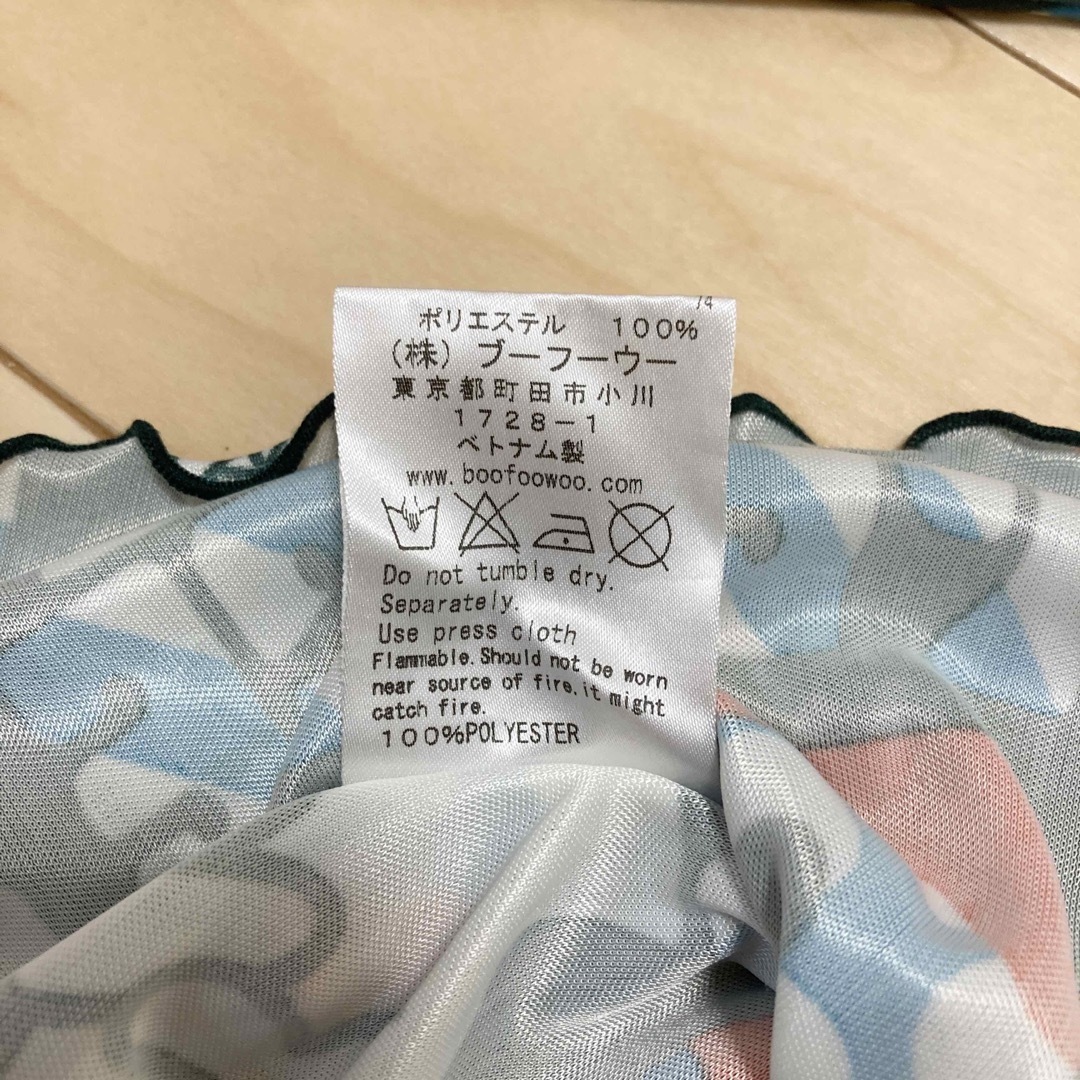 74
ポリエステル 100%
(株) ブーフーウー
東京都町田市小川
1728-1
ベトナム製
www.boofoowoo.com
Do not tumble dry.
Separately.
Use press cloth
Flammable.Should not be worn
near source of fire.it might
catch fire.
100%POLYESTER